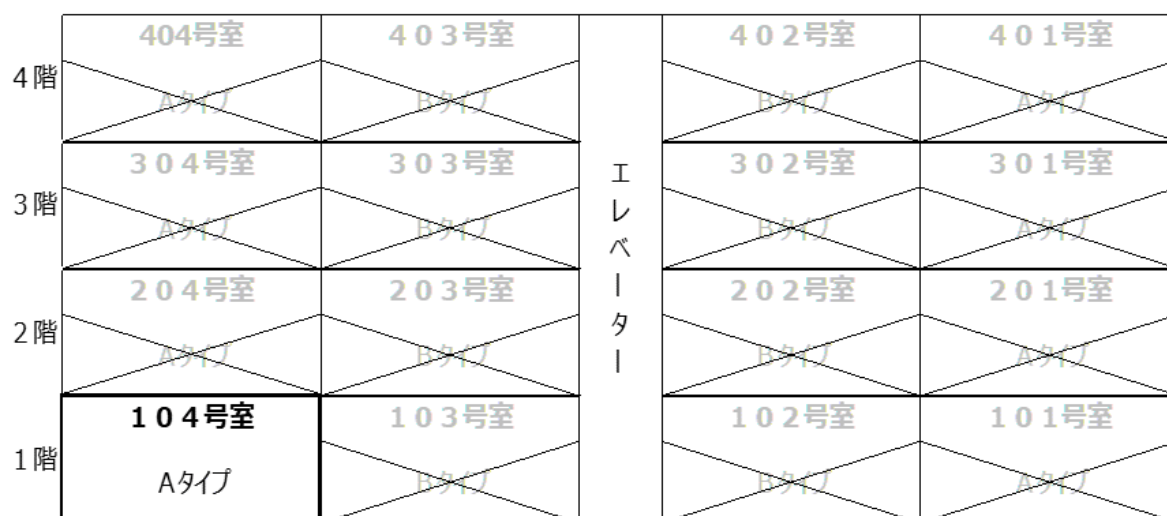 404号室 ４０３号室 ４０２号室 ４０１号室
４階
Aタイプ Bタイプ Bタイプ Aタイプ
３０４号室 ３０３号室 ３０２号室 ３０１号室
３階
Aタイプ Bタイプ Bタイプ Aタイプ
エレベーター
２０４号室 ２０３号室 ２０２号室 ２０１号室
２階
Aタイプ Bタイプ Bタイプ Aタイプ
１０４号室 １０３号室 １０２号室 １０１号室
１階
Aタイプ Bタイプ Bタイプ Aタイプ